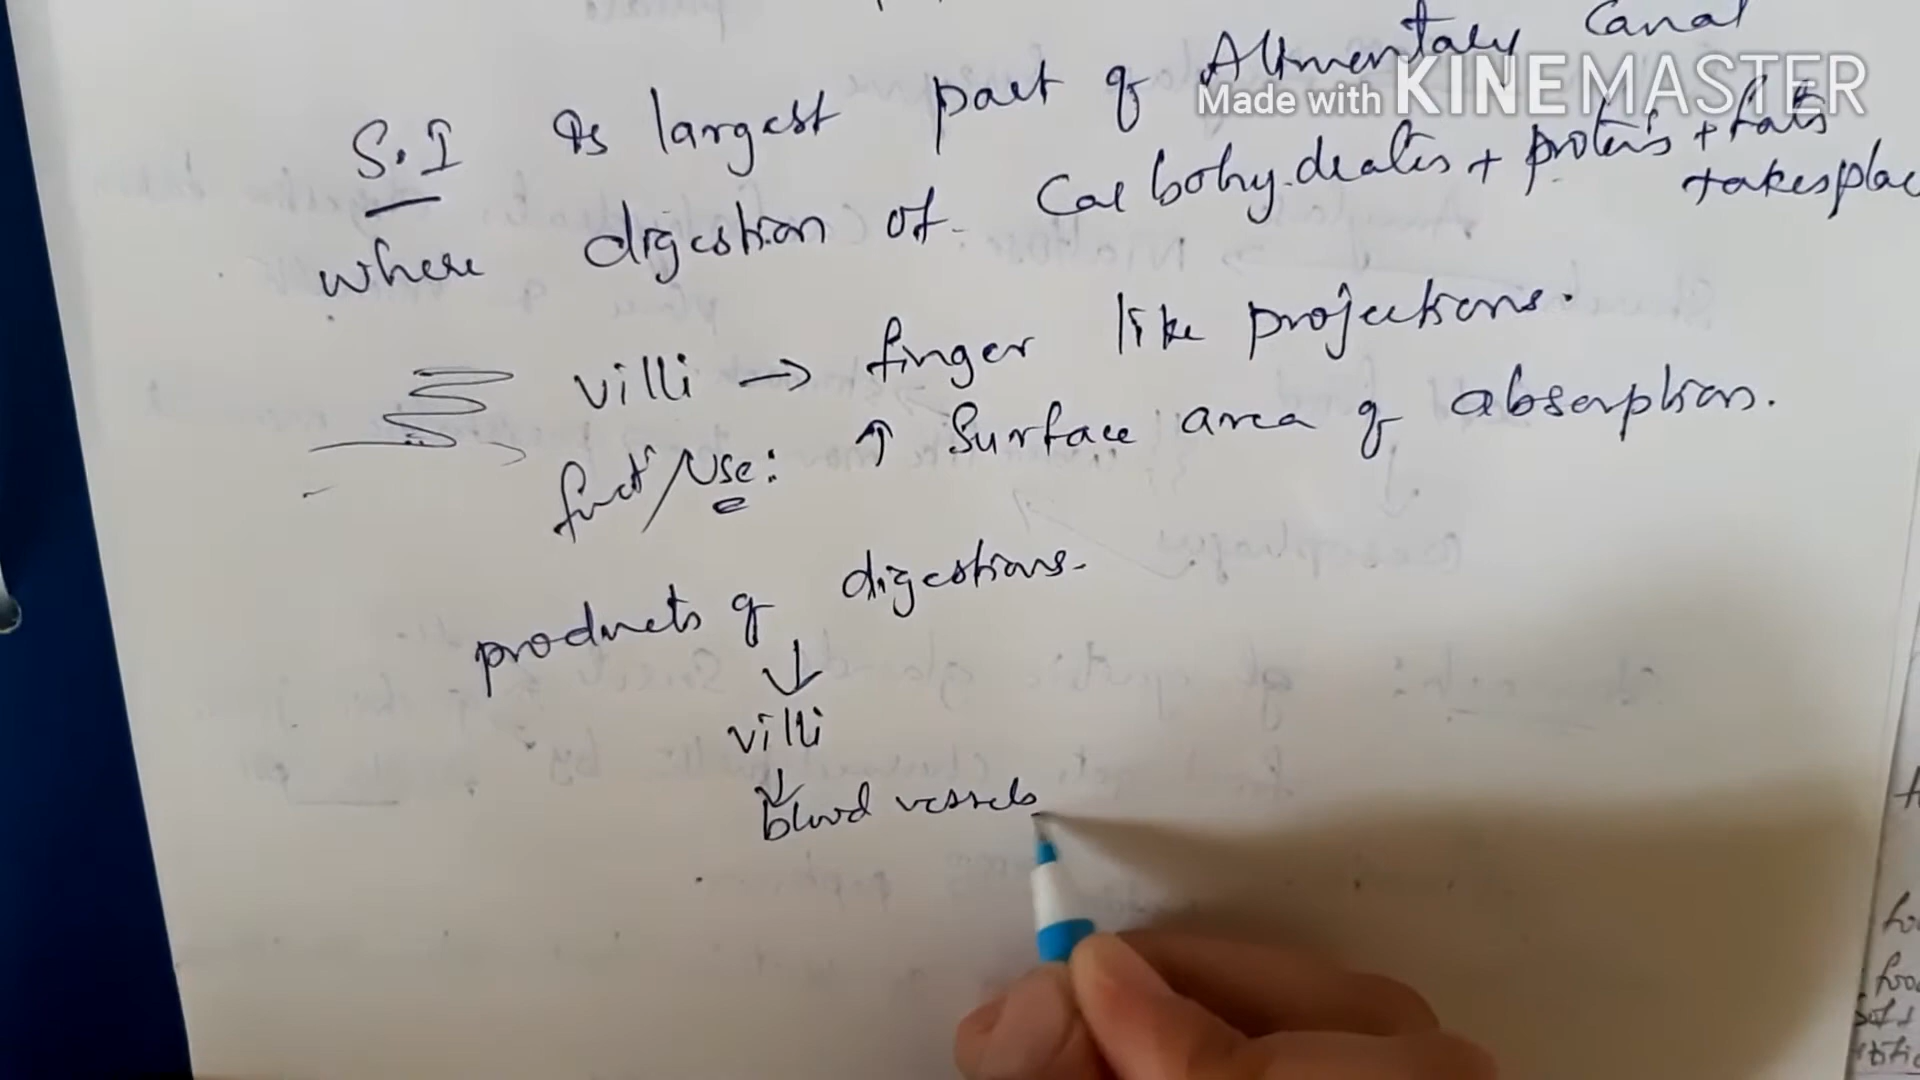 S.I is largest part of Alimentary Canal
where digestion of Carbohydrates + proteins + fats
takesplac
villi → finger like projections.
funct'/Use: ↑ Surface area of absorption.
products of digestions.
↓
villi
↓
blood vessels
Made with KINEMASTER